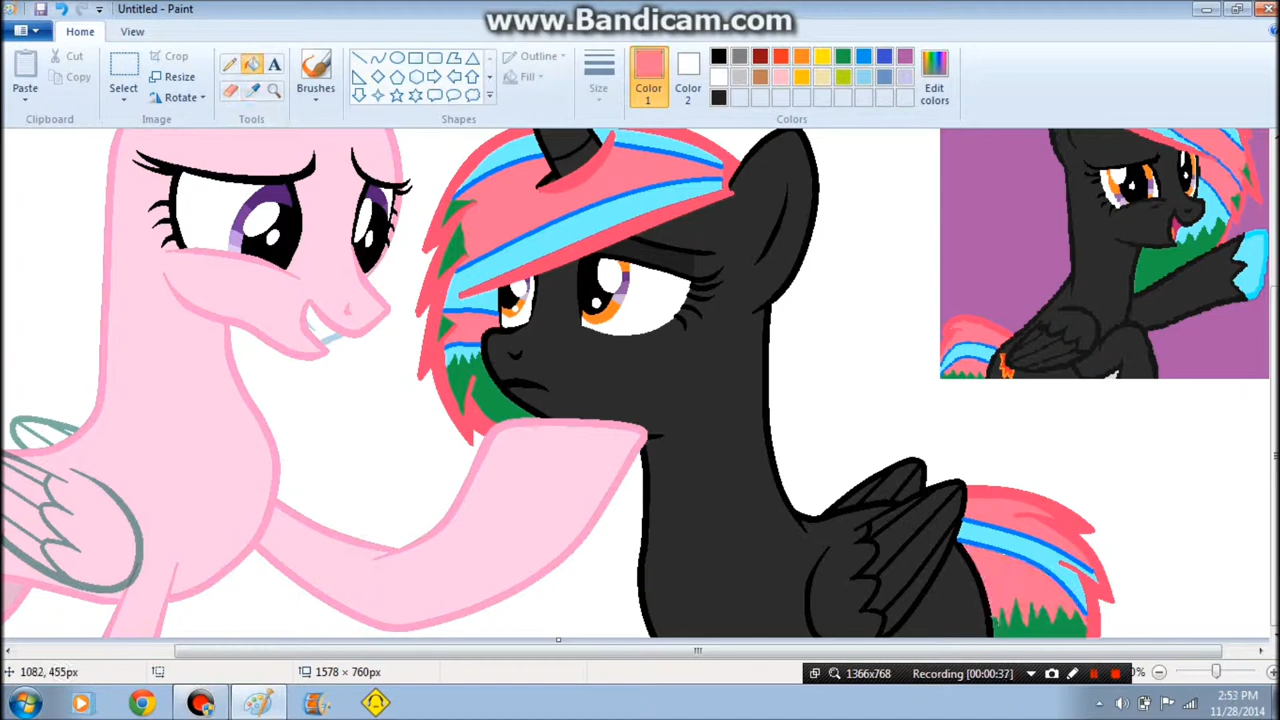 Untitled - Paint
www.Bandicam.com
Home
View
Paste
Cut
Copy
Clipboard
Select
Crop
Resize
Rotate
Image
A
Tools
Brushes
Outline
Fill
Shapes
Size
Color 1
Color 2
Edit colors
Colors
1082, 455px
1578 × 760px
1366x768
Recording [00:00:37]
2:53 PM
11/28/2014